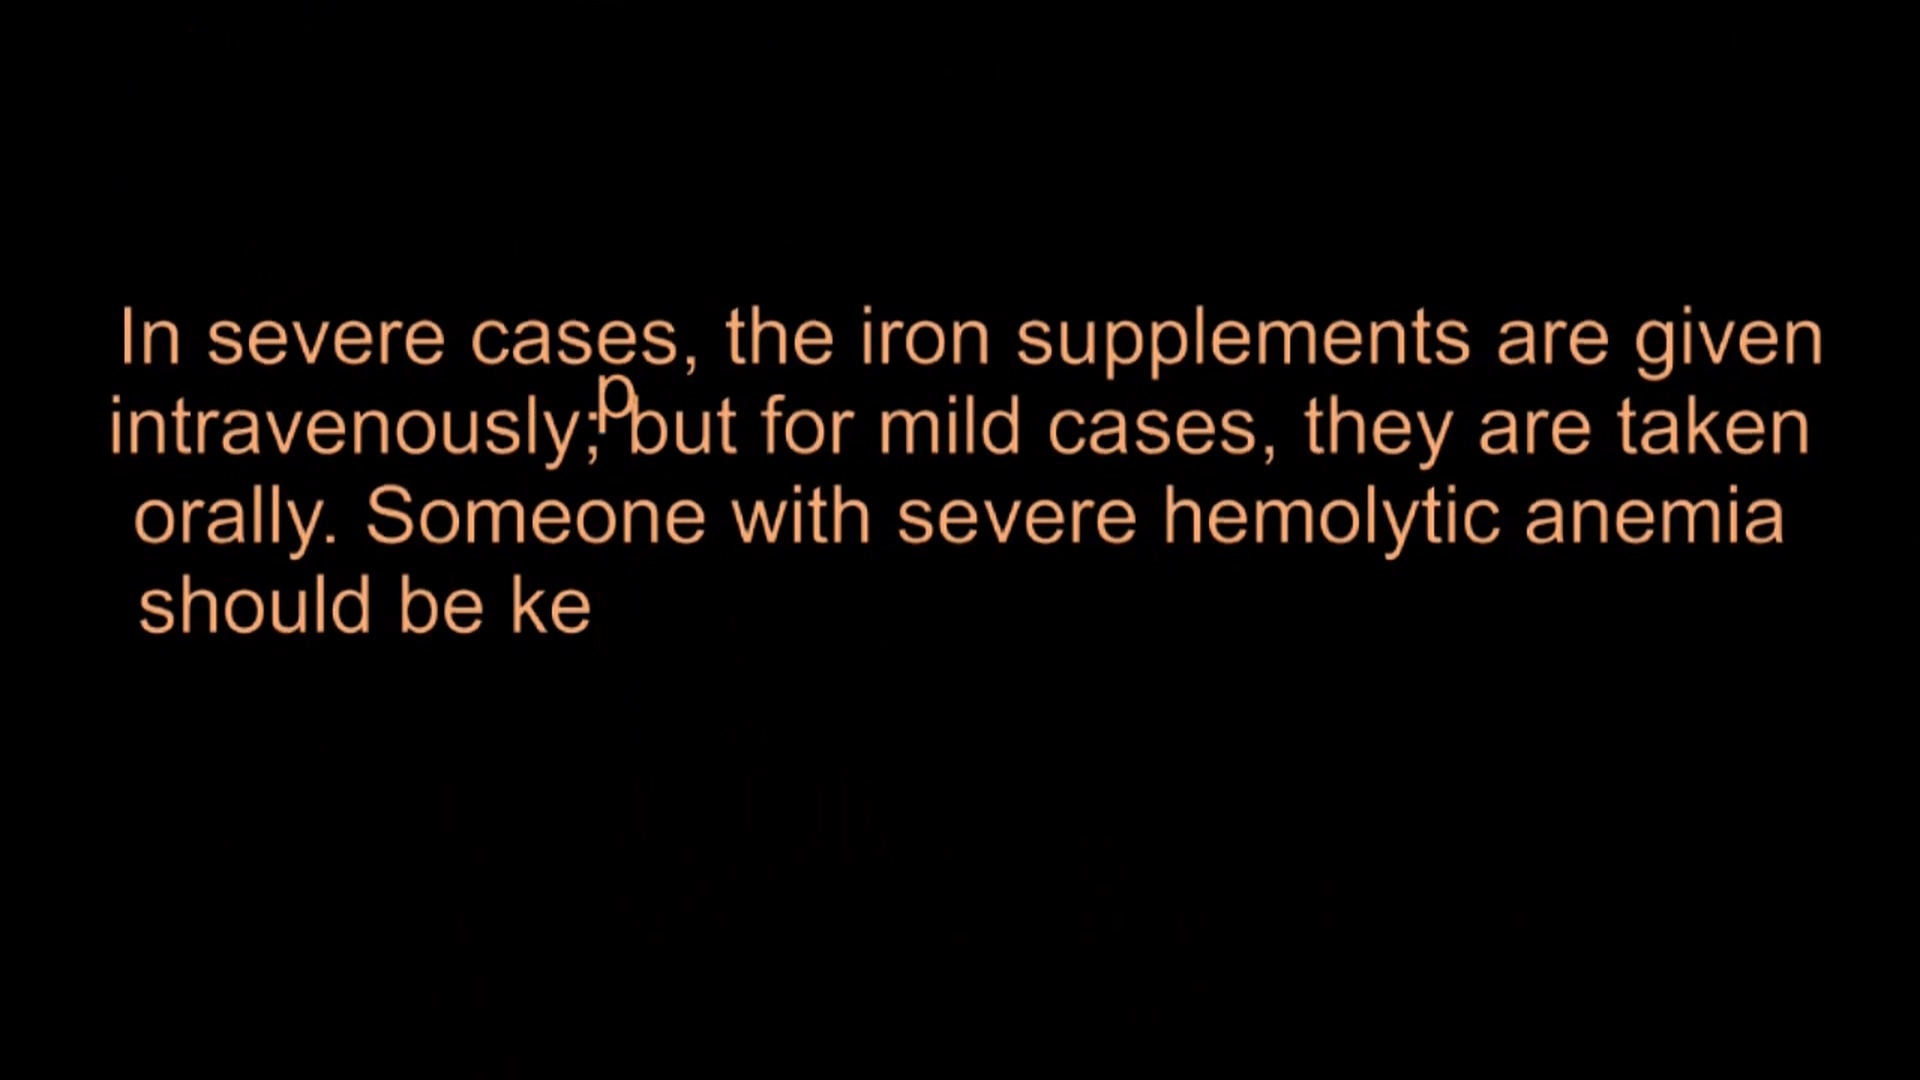 In severe cases, the iron supplements are given
intravenously; but for mild cases, they are taken
orally. Someone with severe hemolytic anemia
should be kep